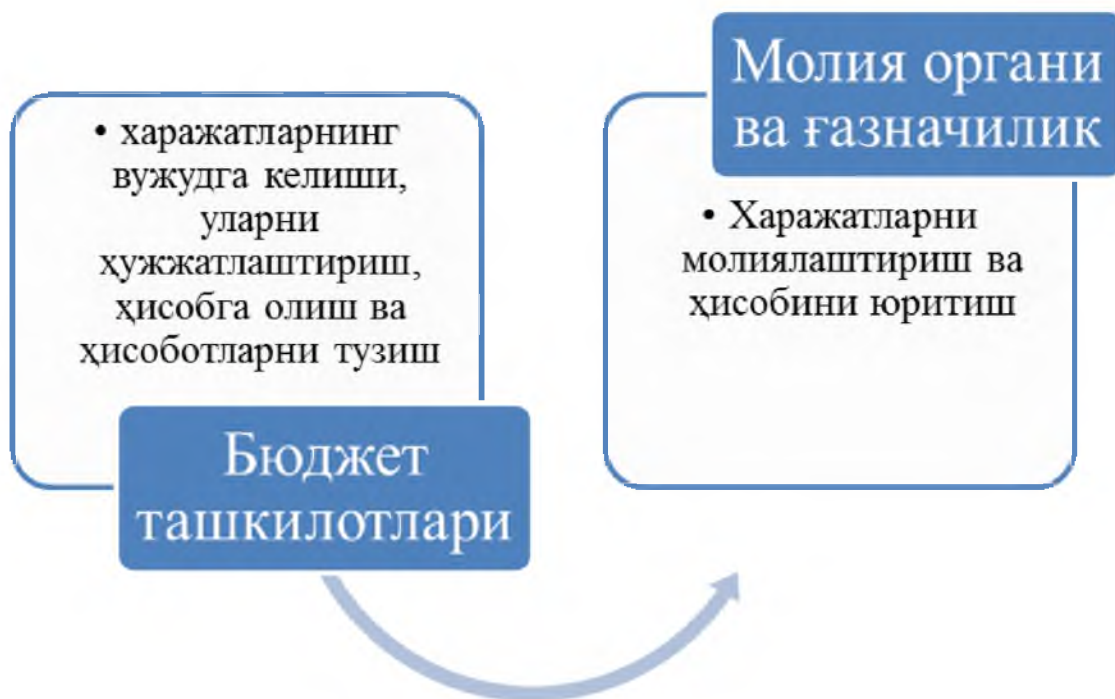 • харажатларнинг
вужудга келиши,
уларни
ҳужжатлаштириш,
ҳисобга олиш ва
ҳисоботларни тузиш
Бюджет
ташкилотлари
Молия органи
ва ғазначилик
• Харажатларни
молиялаштириш ва
ҳисобини юритиш